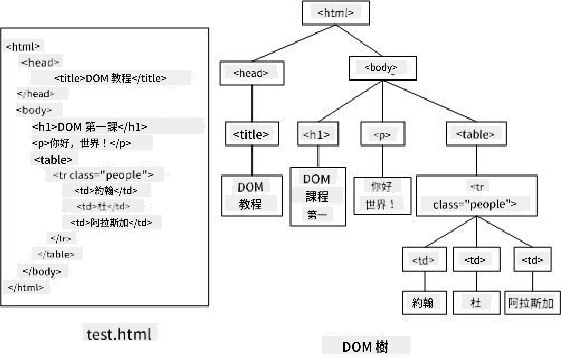 <html>
<head>
<title>DOM 教程</title>
</head>
<body>
<h1>DOM 第一課</h1>
<p>你好，世界！</p>
<table>
<tr class="people">
<td>約翰</td>
<td>杜</td>
<td>阿拉斯加</td>
</tr>
</table>
</body>
</html>
test.html
<html>
<head>
<body>
<title>
<h1>
<p>
<table>
DOM
教程
DOM
課程
第一
你好
世界！
<tr
class="people">
<td>
<td>
<td>
約翰
杜
阿拉斯加
DOM 樹